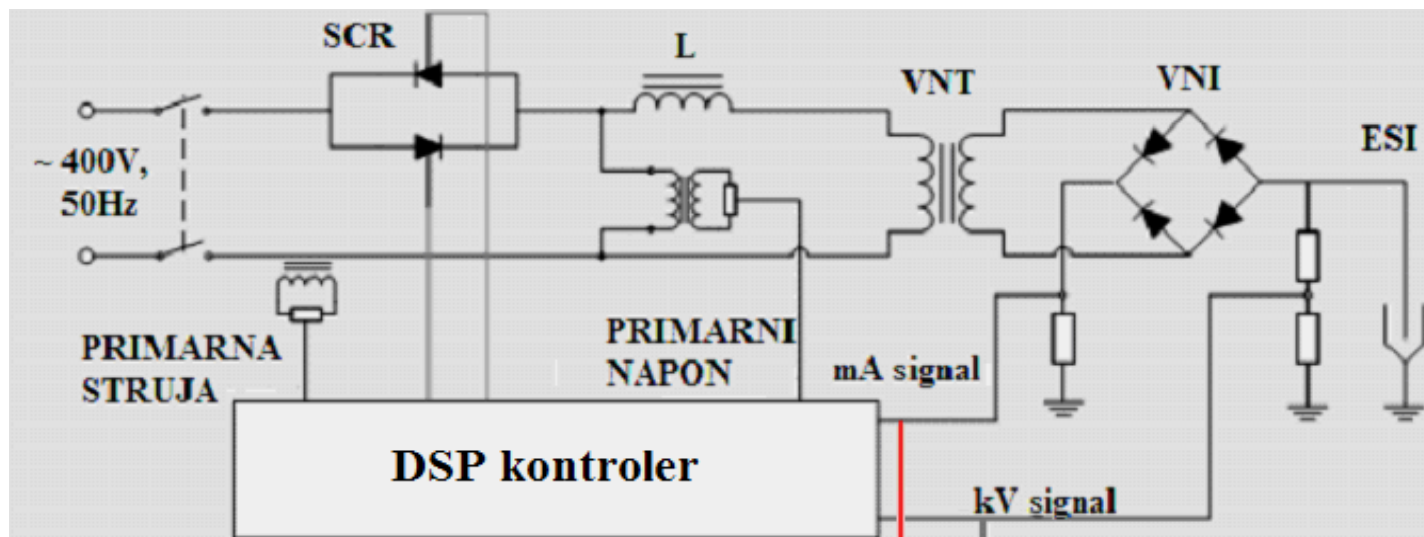 SCR
L
VNT
VNI
ESI
~ 400V,
50Hz
PRIMARNA
STRUJA
PRIMARNI
NAPON
mA signal
DSP kontroler
kV signal